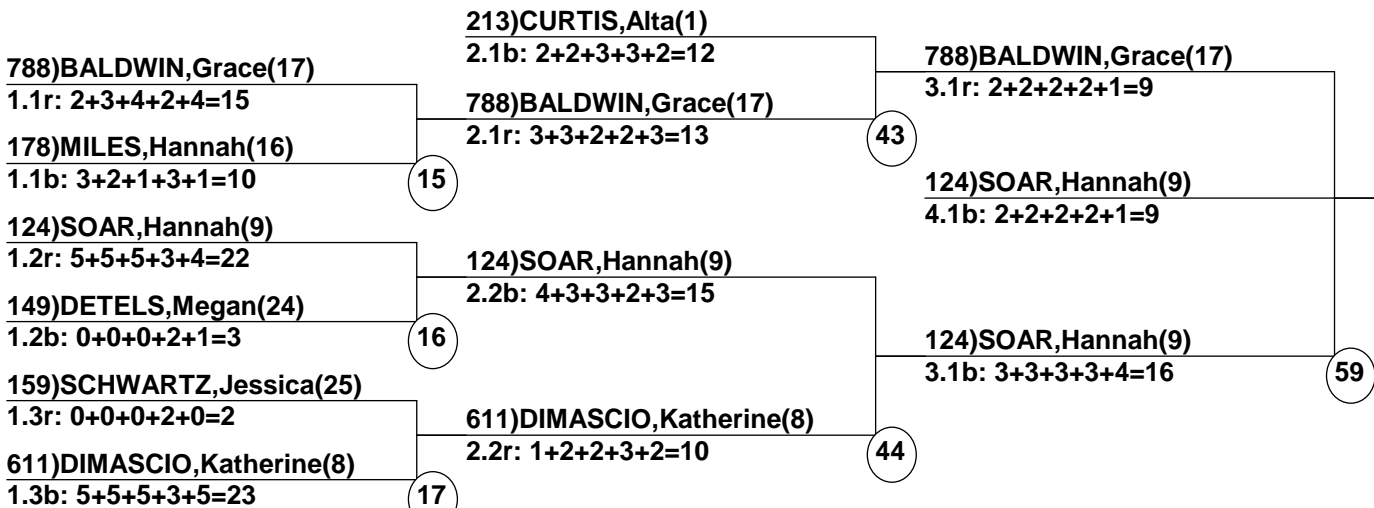 788)BALDWIN,Grace(17)
1.1r: 2+3+4+2+4=15
178)MILES,Hannah(16)
1.1b: 3+2+1+3+1=10
15
124)SOAR,Hannah(9)
1.2r: 5+5+5+3+4=22
149)DETELS,Megan(24)
1.2b: 0+0+0+2+1=3
16
159)SCHWARTZ,Jessica(25)
1.3r: 0+0+0+2+0=2
611)DIMASCIO,Katherine(8)
1.3b: 5+5+5+3+5=23
17
213)CURTIS,Alta(1)
2.1b: 2+2+3+3+2=12
788)BALDWIN,Grace(17)
2.1r: 3+3+2+2+3=13
43
124)SOAR,Hannah(9)
2.2b: 4+3+3+2+3=15
611)DIMASCIO,Katherine(8)
2.2r: 1+2+2+3+2=10
44
788)BALDWIN,Grace(17)
3.1r: 2+2+2+2+1=9
124)SOAR,Hannah(9)
4.1b: 2+2+2+2+1=9
124)SOAR,Hannah(9)
3.1b: 3+3+3+3+4=16
59